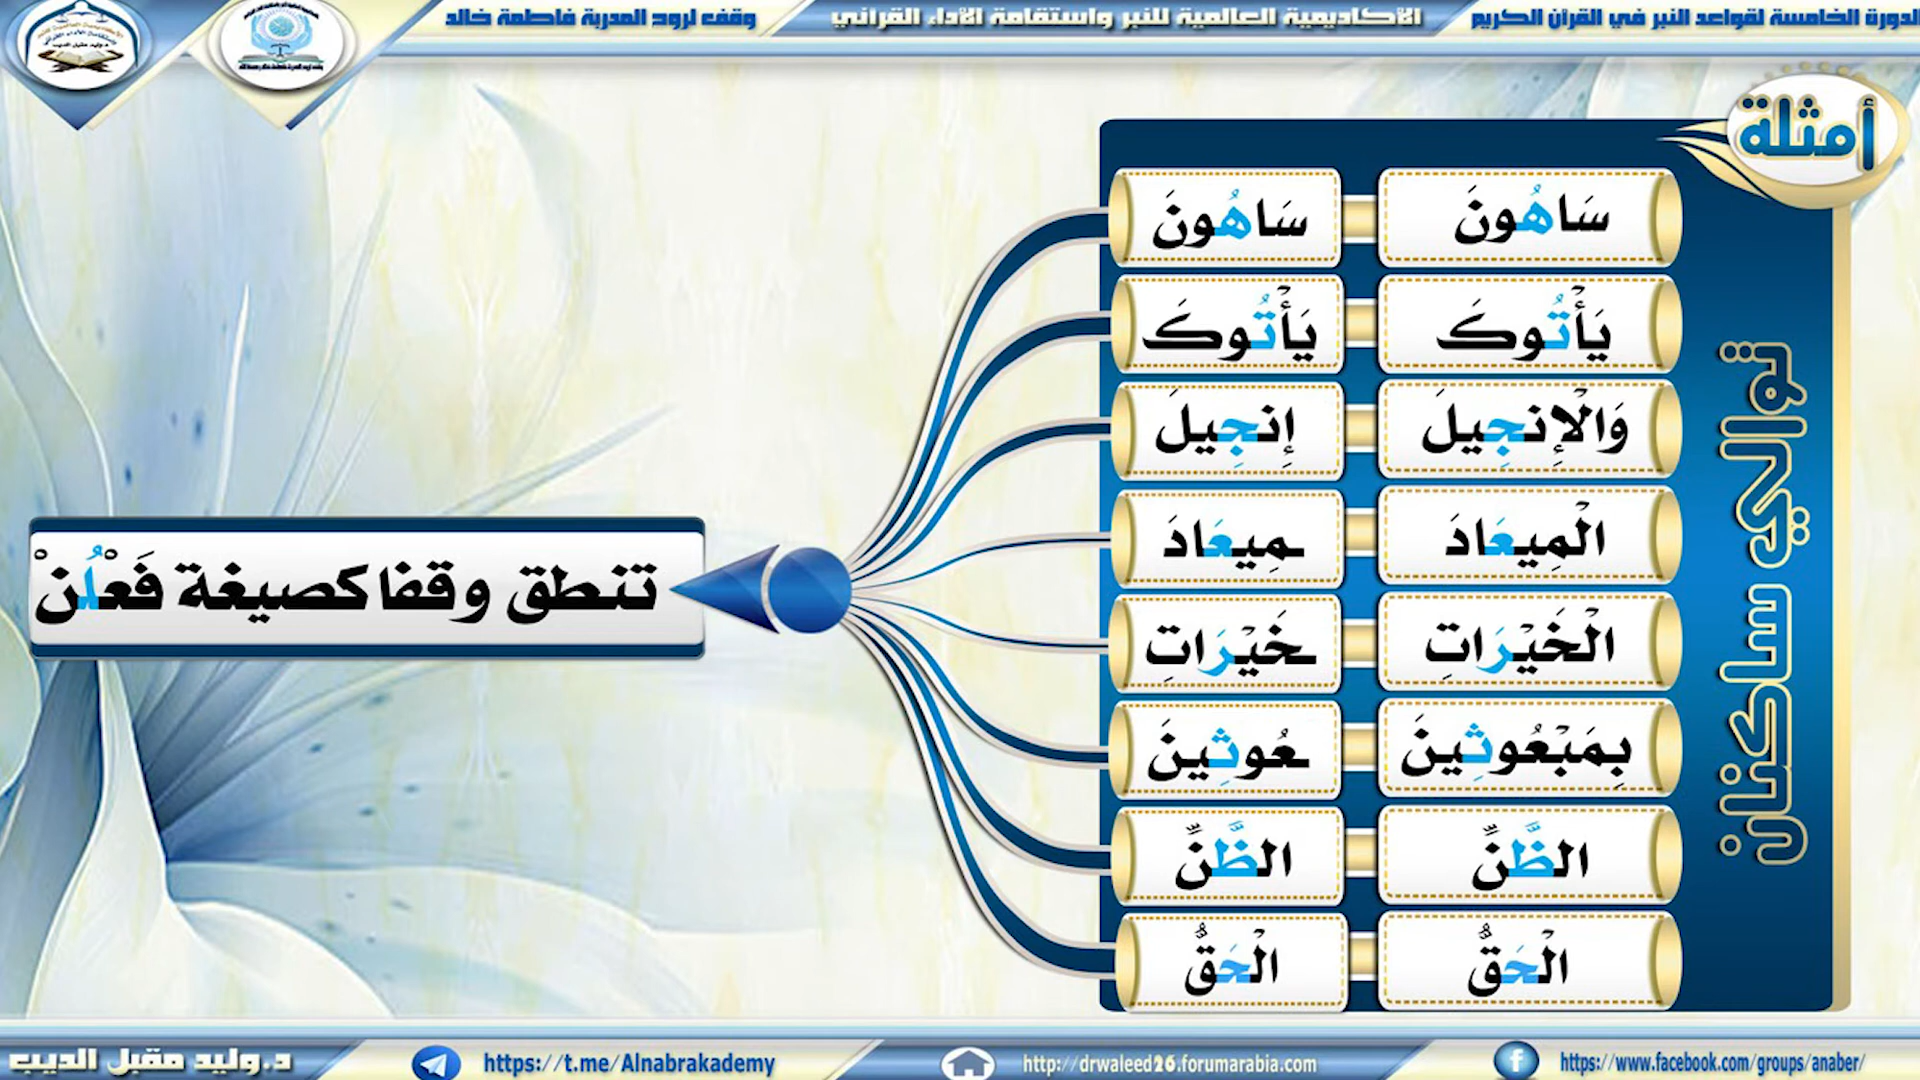 الدورة الخامسة لقواعد النبر في القرآن الكريم
الأكاديمية العالمية للنبر واستقامة الأداء القرآني
وقف لروح المدربة فاطمة خالد
أمثلة
توالي ساكنان
سَاهُونَ سَاهُونَ
يَأْتُوكَ يَأْتُوكَ
وَالْإِنجِيلَ إِنجِيلَ
الْمِيعَادَ ـمِيعَادَ
الْخَيْرَاتِ ـخَيْرَاتِ
بِمَبْعُوثِينَ ـعُوثِينَ
الظَّنِّ الظَّنِّ
الْحَقُّ الْحَقُّ
تنطق وقفا كصيغة فَعْلُنْ
د.وليد مقبل الديب
https://t.me/Alnabrakademy
http://drwaleed26.forumarabia.com
https://www.facebook.com/groups/anaber/